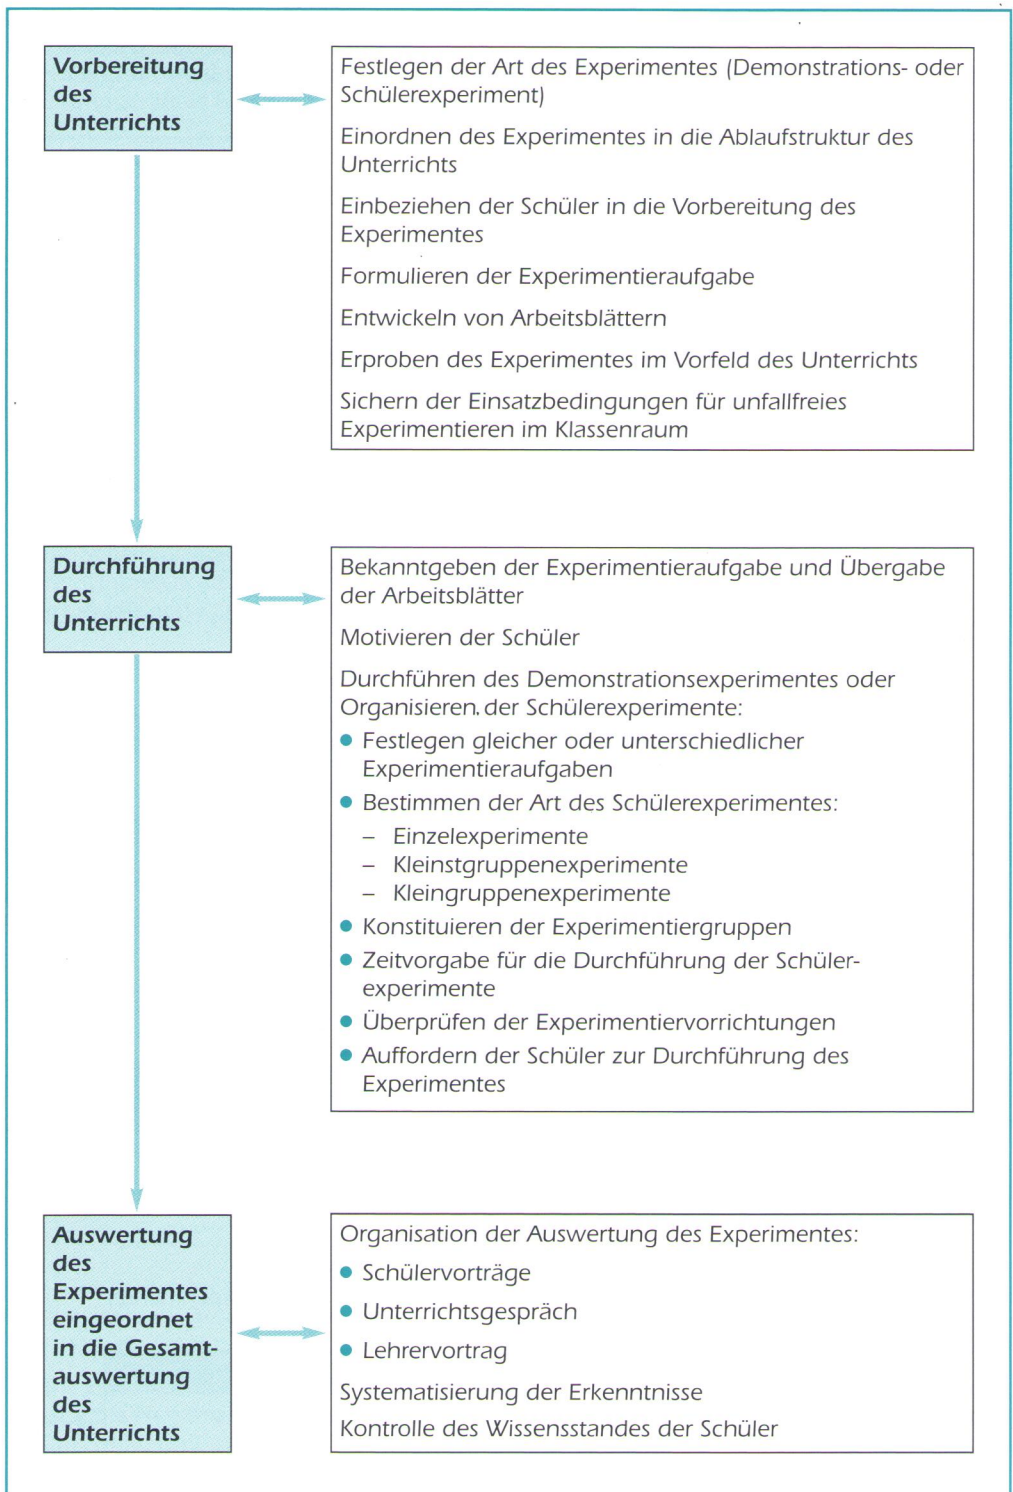 Vorbereitung
des
Unterrichts
Festlegen der Art des Experimentes (Demonstrations- oder
Schülerexperiment)
Einordnen des Experimentes in die Ablaufstruktur des
Unterrichts
Einbeziehen der Schüler in die Vorbereitung des
Experimentes
Formulieren der Experimentieraufgabe
Entwickeln von Arbeitsblättern
Erproben des Experimentes im Vorfeld des Unterrichts
Sichern der Einsatzbedingungen für unfallfreies
Experimentieren im Klassenraum
Durchführung
des
Unterrichts
Bekanntgeben der Experimentieraufgabe und Übergabe
der Arbeitsblätter
Motivieren der Schüler
Durchführen des Demonstrationsexperimentes oder
Organisieren der Schülerexperimente:
• Festlegen gleicher oder unterschiedlicher
Experimentieraufgaben
• Bestimmen der Art des Schülerexperimentes:
– Einzelexperimente
– Kleinstgruppenexperimente
– Kleingruppenexperimente
• Konstituieren der Experimentiergruppen
• Zeitvorgabe für die Durchführung der Schüler-
experimente
• Überprüfen der Experimentiervorrichtungen
• Auffordern der Schüler zur Durchführung des
Experimentes
Auswertung
des
Experimentes
eingeordnet
in die Gesamt-
auswertung
des
Unterrichts
Organisation der Auswertung des Experimentes:
• Schülervorträge
• Unterrichtsgespräch
• Lehrervortrag
Systematisierung der Erkenntnisse
Kontrolle des Wissensstandes der Schüler